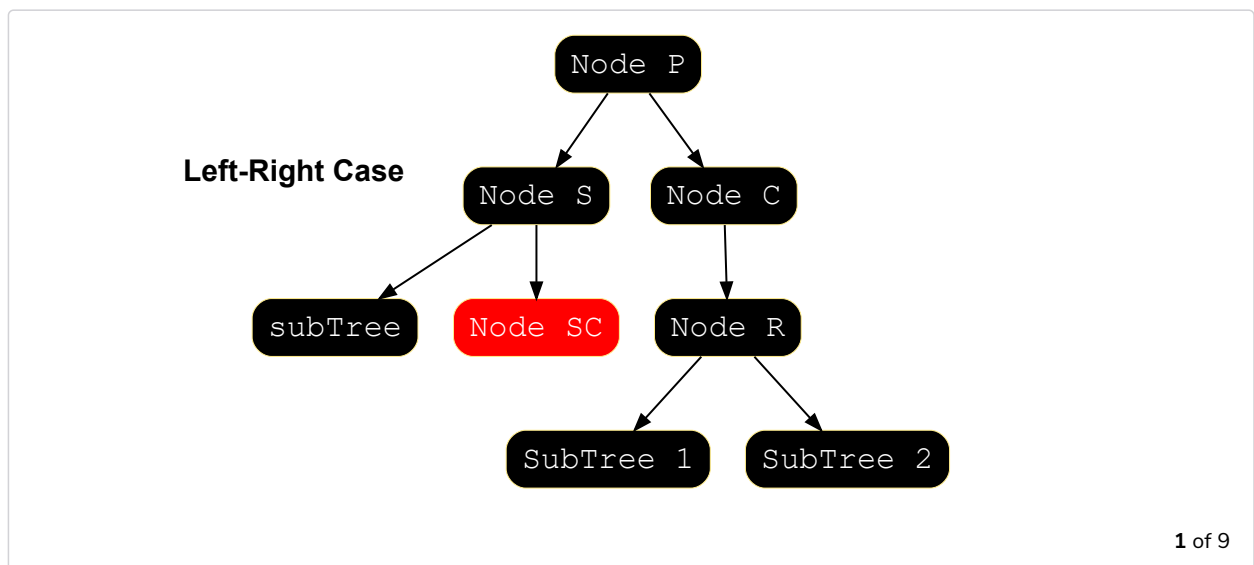 Node P
Left-Right Case
Node S
Node C
subTree
Node SC
Node R
SubTree 1
SubTree 2
1 of 9